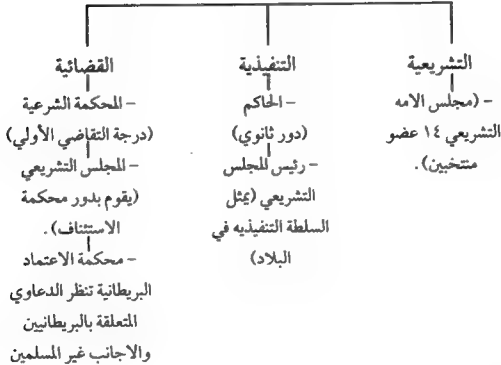 التشريعية
– (مجلس الامه
التشريعي ١٤ عضو
منتخبين).
التنفيذية
– الحاكم
(دور ثانوي)
– رئيس المجلس
التشريعي (يمثل
السلطة التنفيذيه في
البلاد)
القضائية
– المحكمة الشرعية
(درجة التقاضي الأولي)
– المجلس التشريعي
(يقوم بدور محكمة
الاستئناف).
– محكمة الاعتماد
البريطانية تنظر الدعاوي
المتعلقة بالبريطانيين
والاجانب غير المسلمين